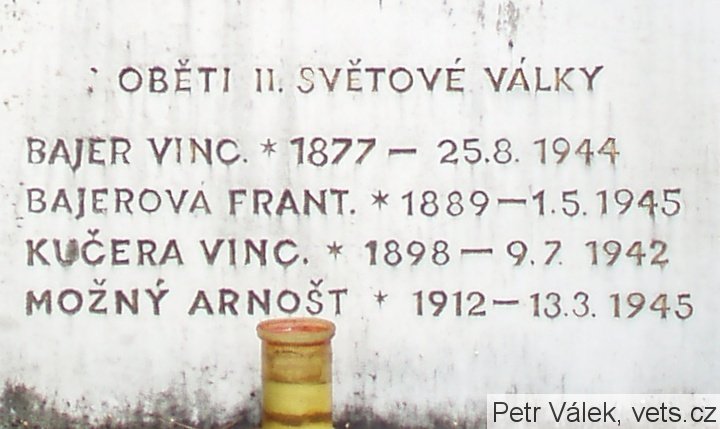 OBĚTI II. SVĚTOVÉ VÁLKY
BAJER VINC. * 1877 – 25.8. 1944
BAJEROVÁ FRANT. * 1889 – 1.5. 1945
KUČERA VINC. * 1898 – 9.7. 1942
MOŽNÝ ARNOŠT * 1912 – 13.3. 1945
Petr Válek, vets.cz